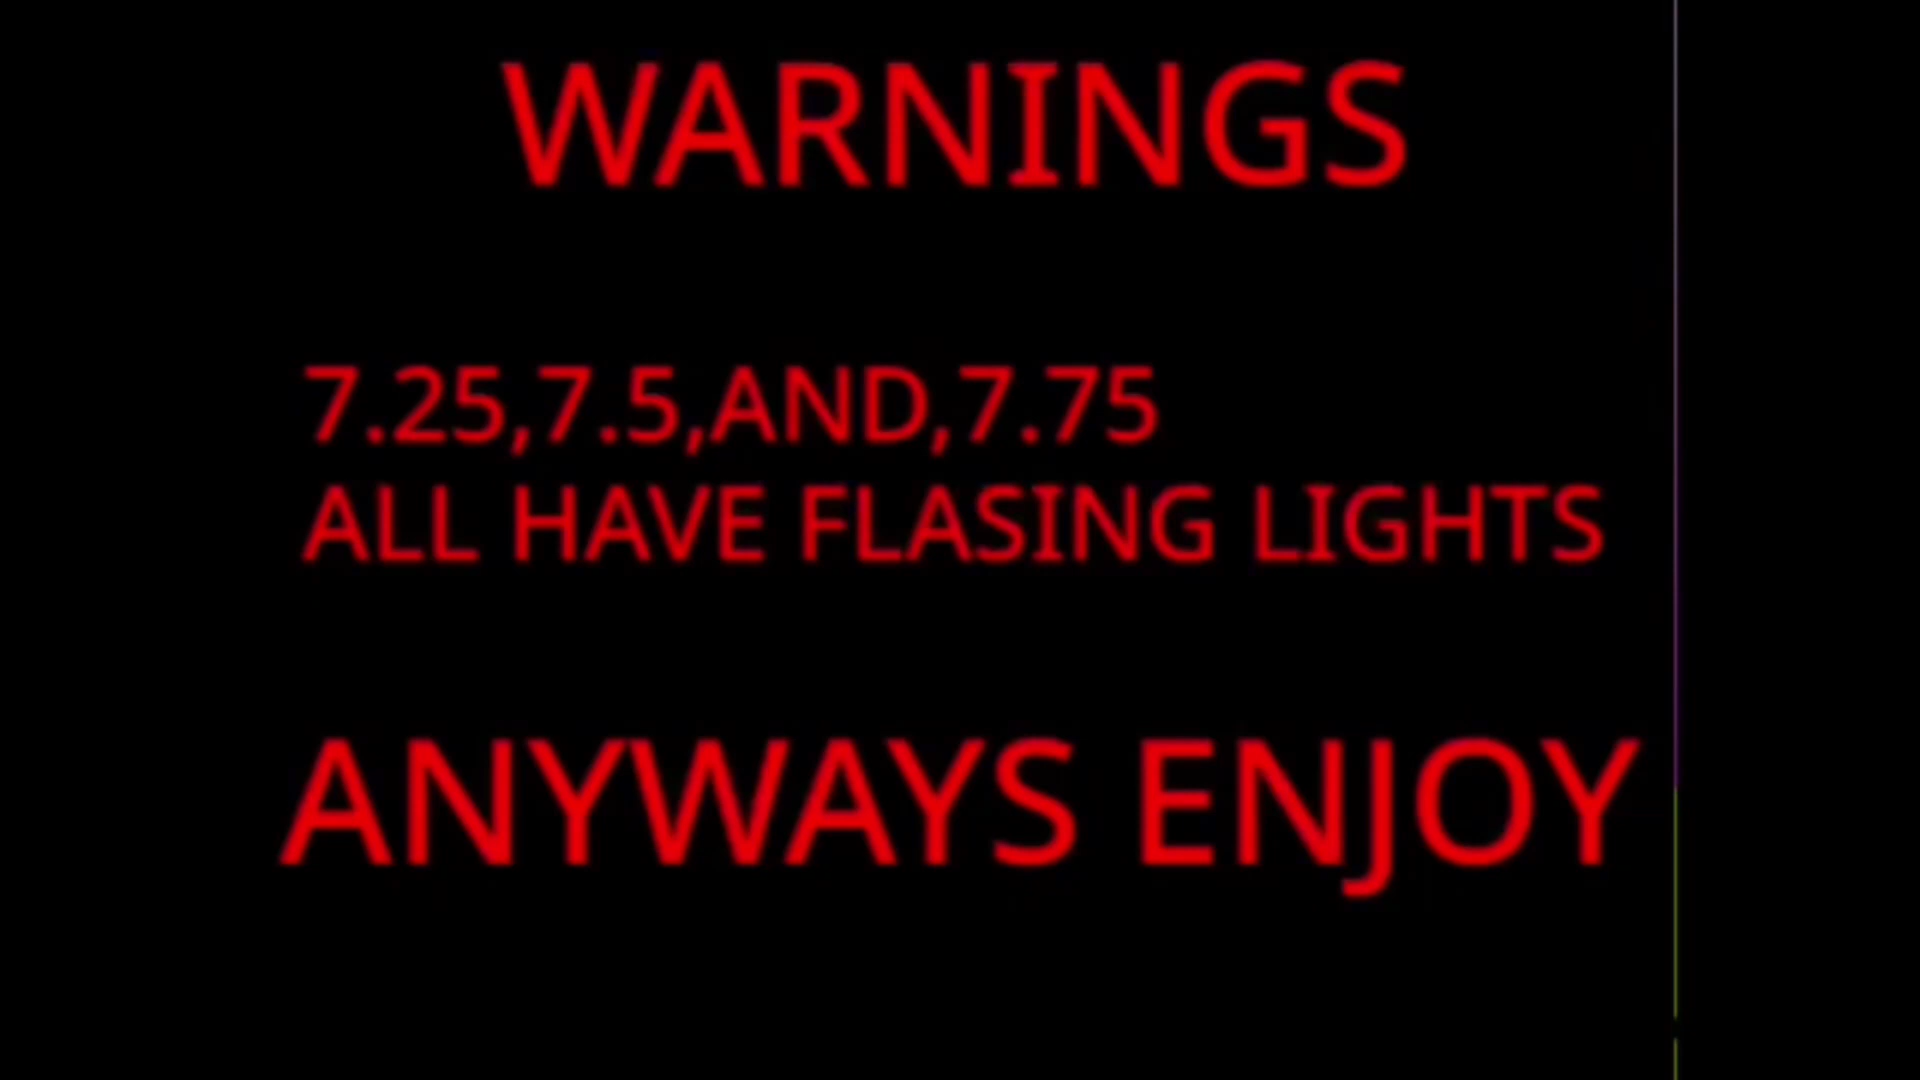 WARNINGS
7.25,7.5,AND,7.75
ALL HAVE FLASING LIGHTS
ANYWAYS ENJOY